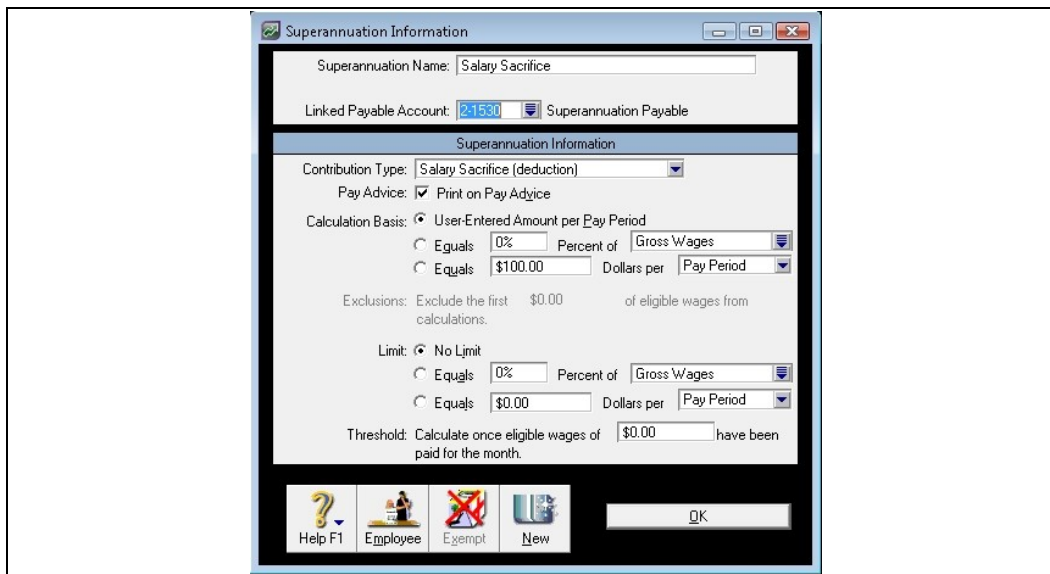 Superannuation Information
Superannuation Name: Salary Sacrifice
Linked Payable Account: 2-1530 Superannuation Payable
Superannuation Information
Contribution Type: Salary Sacrifice (deduction)
Pay Advice: Print on Pay Advice
Calculation Basis: User-Entered Amount per Pay Period
Equals 0% Percent of Gross Wages
Equals $100.00 Dollars per Pay Period
Exclusions: Exclude the first $0.00 of eligible wages from
calculations.
Limit: No Limit
Equals 0% Percent of Gross Wages
Equals $0.00 Dollars per Pay Period
Threshold: Calculate once eligible wages of $0.00 have been
paid for the month.
Help F1 Employee Exempt New OK